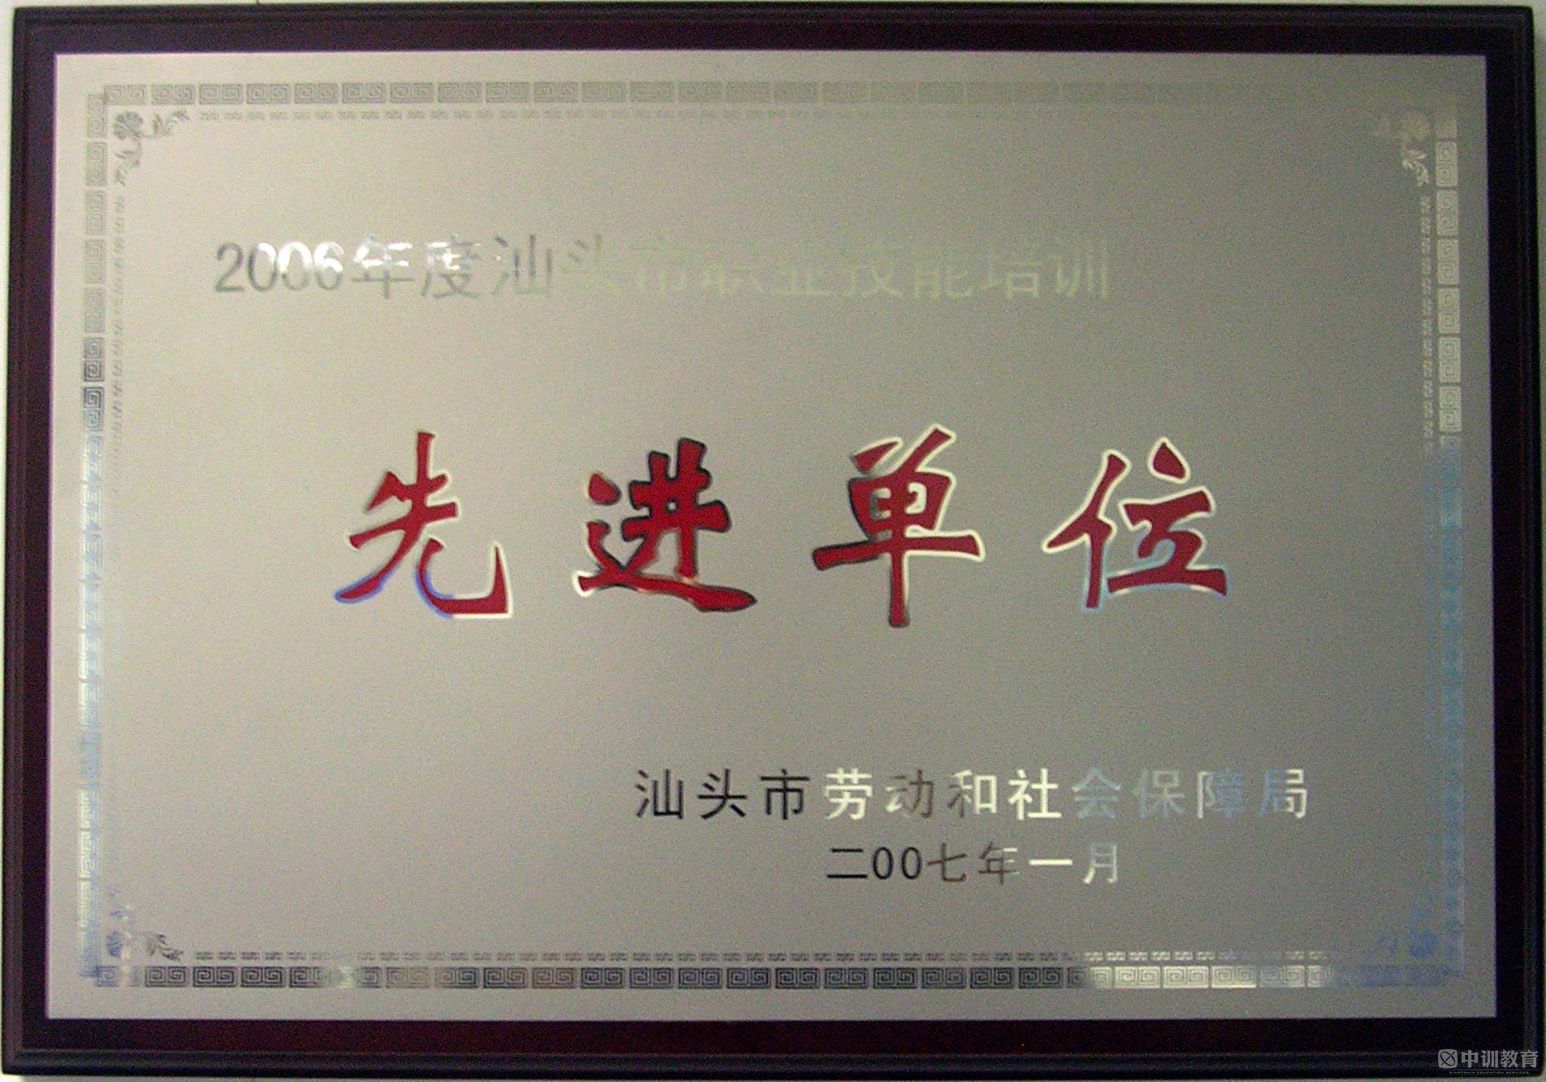 2006年度汕头市职业技能培训
先进单位
汕头市劳动和社会保障局
二00七年一月
中训教育